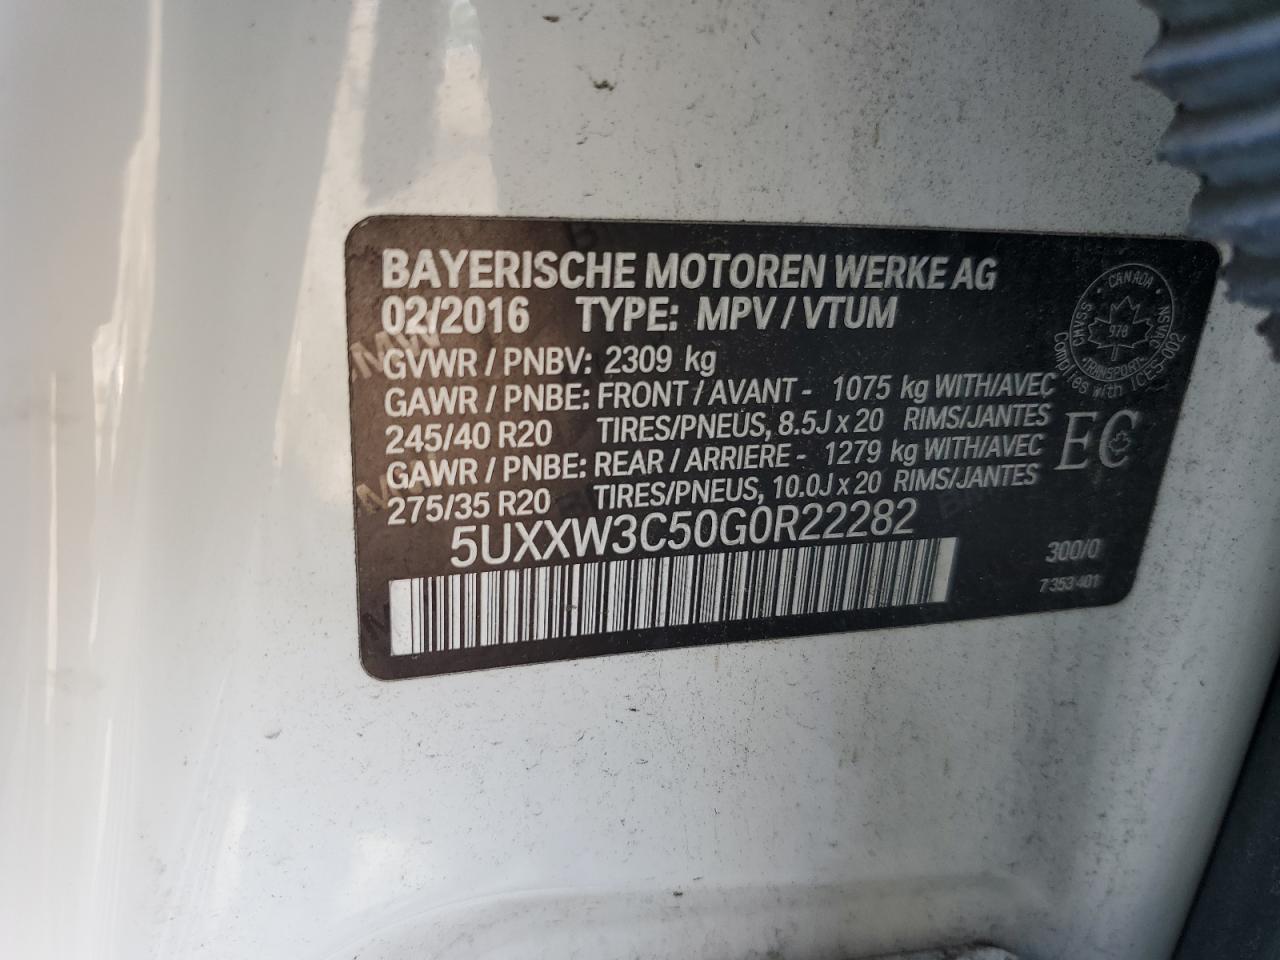 BAYERISCHE MOTOREN WERKE AG
02/2016 TYPE: MPV / VTUM
GVWR / PNBV: 2309 kg
GAWR / PNBE: FRONT / AVANT - 1075 kg WITH/AVEC
245/40 R20 TIRES/PNEUS, 8.5J x 20 RIMS/JANTES
GAWR / PNBE: REAR / ARRIERE - 1279 kg WITH/AVEC
275/35 R20 TIRES/PNEUS, 10.0J x 20 RIMS/JANTES
5UXXW3C50G0R22282
CANADA
CMVSS
NSVAC
978
TRANSPORT
Complies with ICES-002
EC
300/0
7 353 401